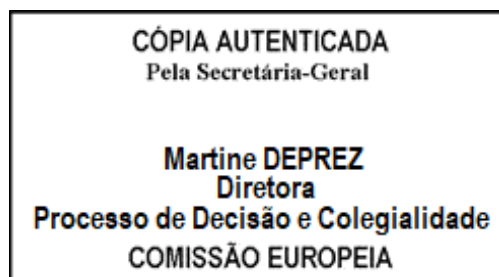 CÓPIA AUTENTICADA
Pela Secretária-Geral
Martine DEPREZ
Diretora
Processo de Decisão e Colegialidade
COMISSÃO EUROPEIA